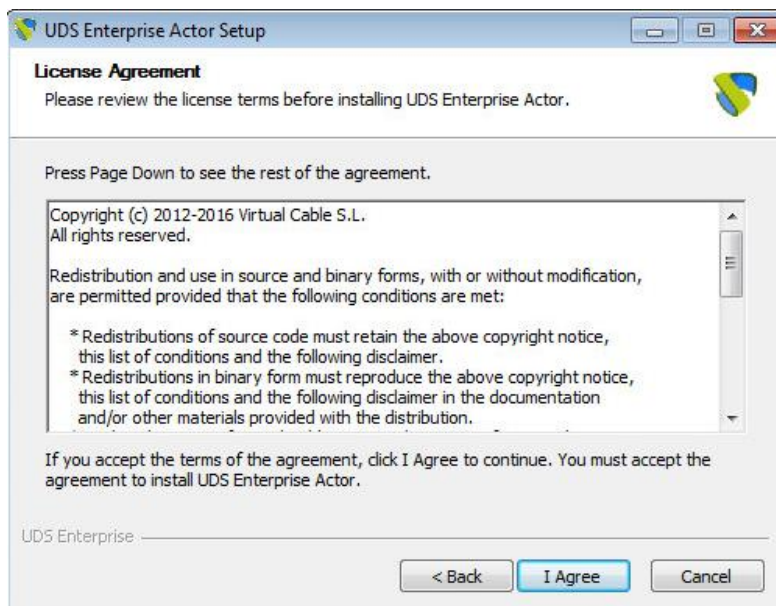 UDS Enterprise Actor Setup
License Agreement
Please review the license terms before installing UDS Enterprise Actor.
Press Page Down to see the rest of the agreement.
Copyright (c) 2012-2016 Virtual Cable S.L.
All rights reserved.
Redistribution and use in source and binary forms, with or without modification,
are permitted provided that the following conditions are met:
* Redistributions of source code must retain the above copyright notice,
this list of conditions and the following disclaimer.
* Redistributions in binary form must reproduce the above copyright notice,
this list of conditions and the following disclaimer in the documentation
and/or other materials provided with the distribution.
If you accept the terms of the agreement, click I Agree to continue. You must accept the
agreement to install UDS Enterprise Actor.
UDS Enterprise
< Back I Agree Cancel